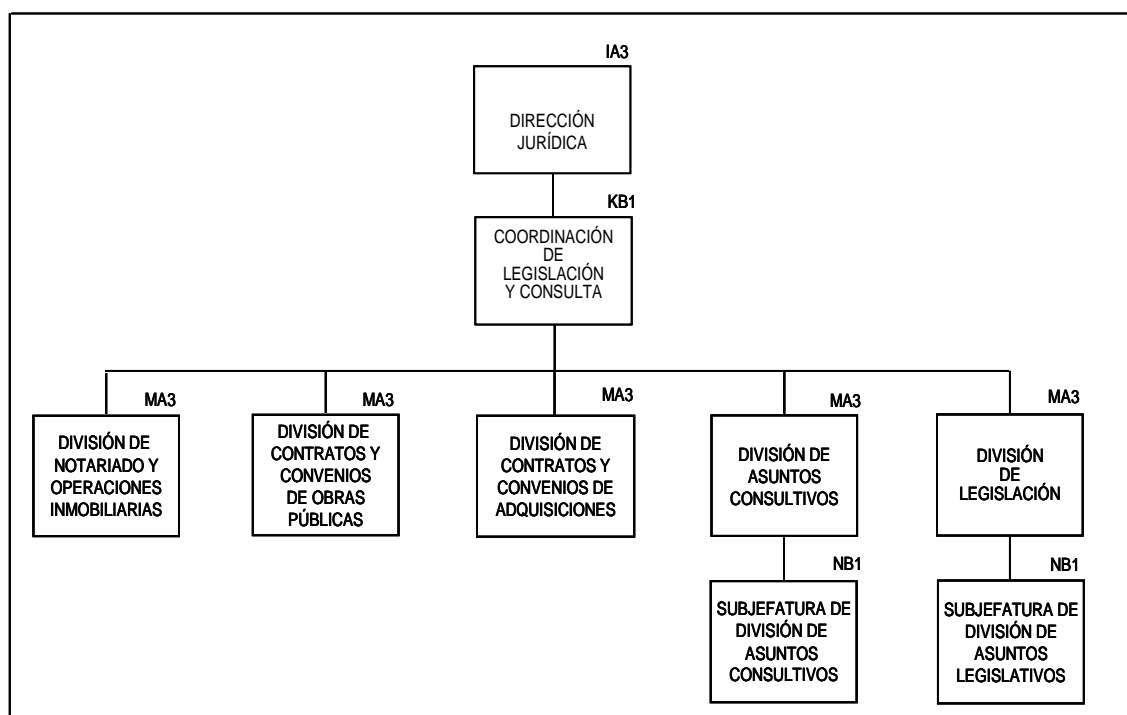 IA3
DIRECCIÓN
JURÍDICA
KB1
COORDINACIÓN
DE
LEGISLACIÓN
Y CONSULTA
MA3
DIVISIÓN DE
NOTARIADO Y
OPERACIONES
INMOBILIARIAS
MA3
DIVISIÓN DE
CONTRATOS Y
CONVENIOS
DE OBRAS
PÚBLICAS
MA3
DIVISIÓN DE
CONTRATOS Y
CONVENIOS DE
ADQUISICIONES
MA3
DIVISIÓN DE
ASUNTOS
CONSULTIVOS
MA3
DIVISIÓN
DE
LEGISLACIÓN
NB1
SUBJEFATURA DE
DIVISIÓN DE
ASUNTOS
CONSULTIVOS
NB1
SUBJEFATURA DE
DIVISIÓN DE
ASUNTOS
LEGISLATIVOS